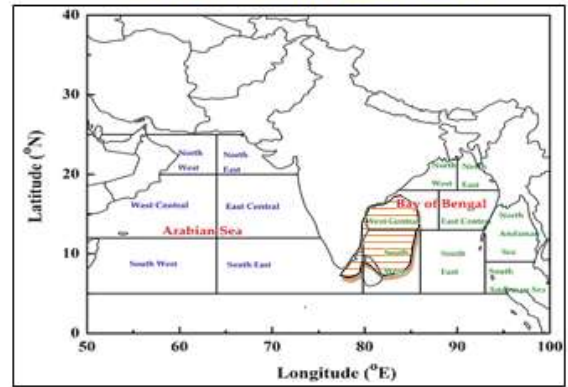 40
30
20
10
0
Latitude (°N)
North
West
North
East
North
West
North
East
West Central
East Central
Arabian Sea
Bay of Bengal
West Central
East Central
North
Andaman
Sea
South West
South East
South
West
South
East
South
Andaman Sea
50
60
70
80
90
100
Longitude (°E)